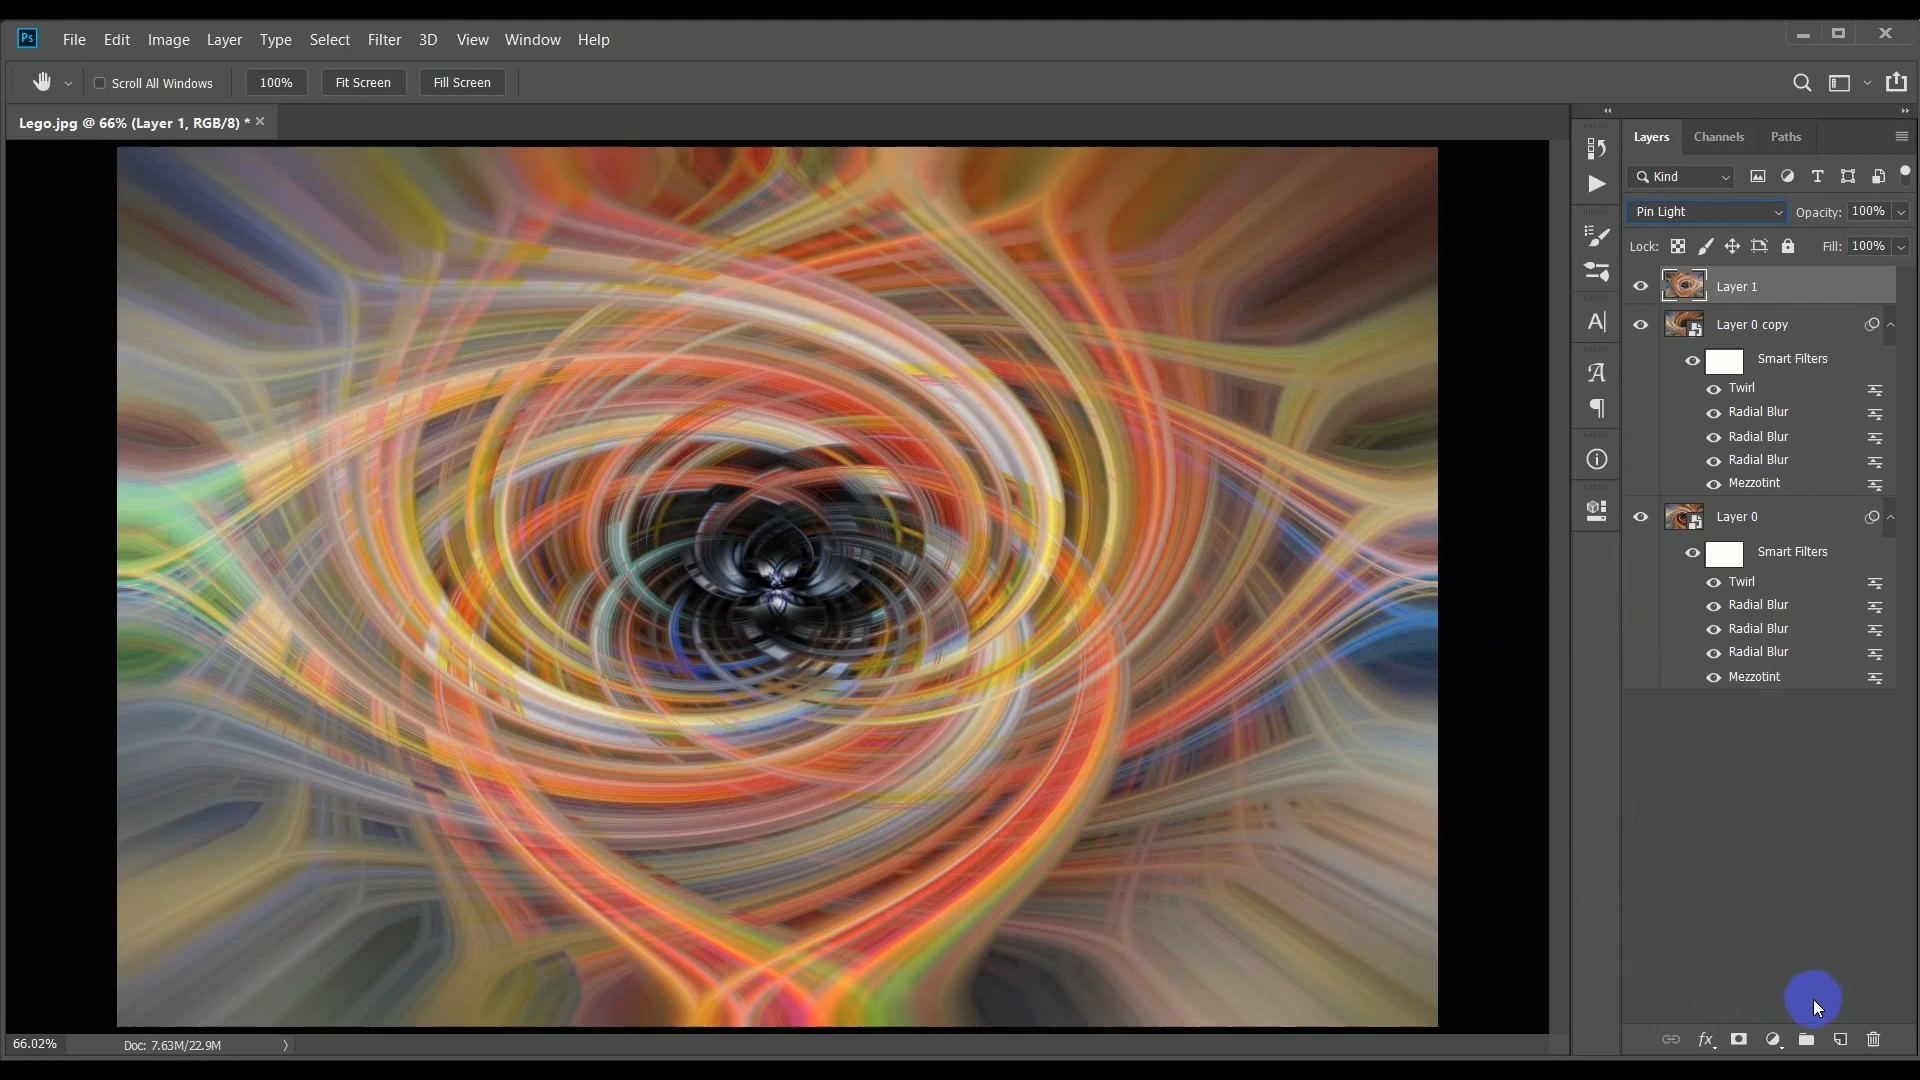 Ps File Edit Image Layer Type Select Filter 3D View Window Help
Scroll All Windows 100% Fit Screen Fill Screen
Lego.jpg @ 66% (Layer 1, RGB/8) *
Layers Channels Paths
Kind
Pin Light Opacity: 100%
Lock: Fill: 100%
Layer 1
Layer 0 copy
Smart Filters
Twirl
Radial Blur
Radial Blur
Radial Blur
Mezzotint
Layer 0
Smart Filters
Twirl
Radial Blur
Radial Blur
Radial Blur
Mezzotint
66.02% Doc: 7.63M/22.9M
fx